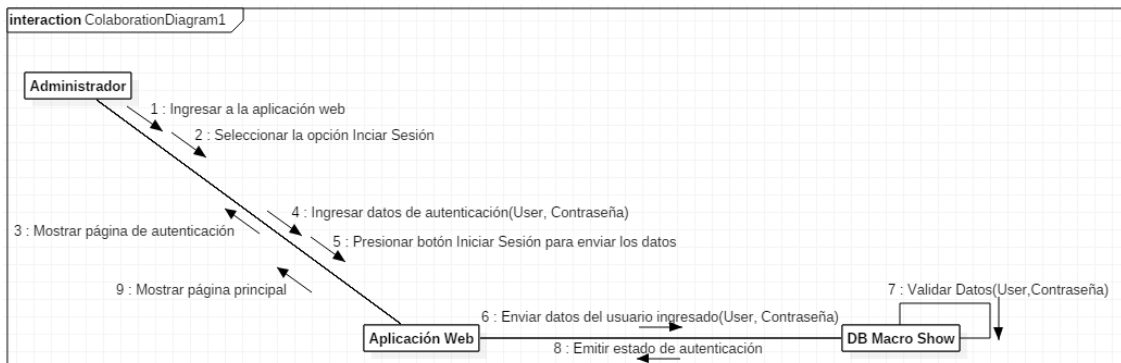 interaction ColaborationDiagram1
Administrador
1 : Ingresar a la aplicación web
2 : Seleccionar la opción Inciar Sesión
4 : Ingresar datos de autenticación(User, Contraseña)
3 : Mostrar página de autenticación
5 : Presionar botón Iniciar Sesión para enviar los datos
9 : Mostrar página principal
7 : Validar Datos(User,Contraseña)
6 : Enviar datos del usuario ingresado(User, Contraseña)
Aplicación Web
DB Macro Show
8 : Emitir estado de autenticación